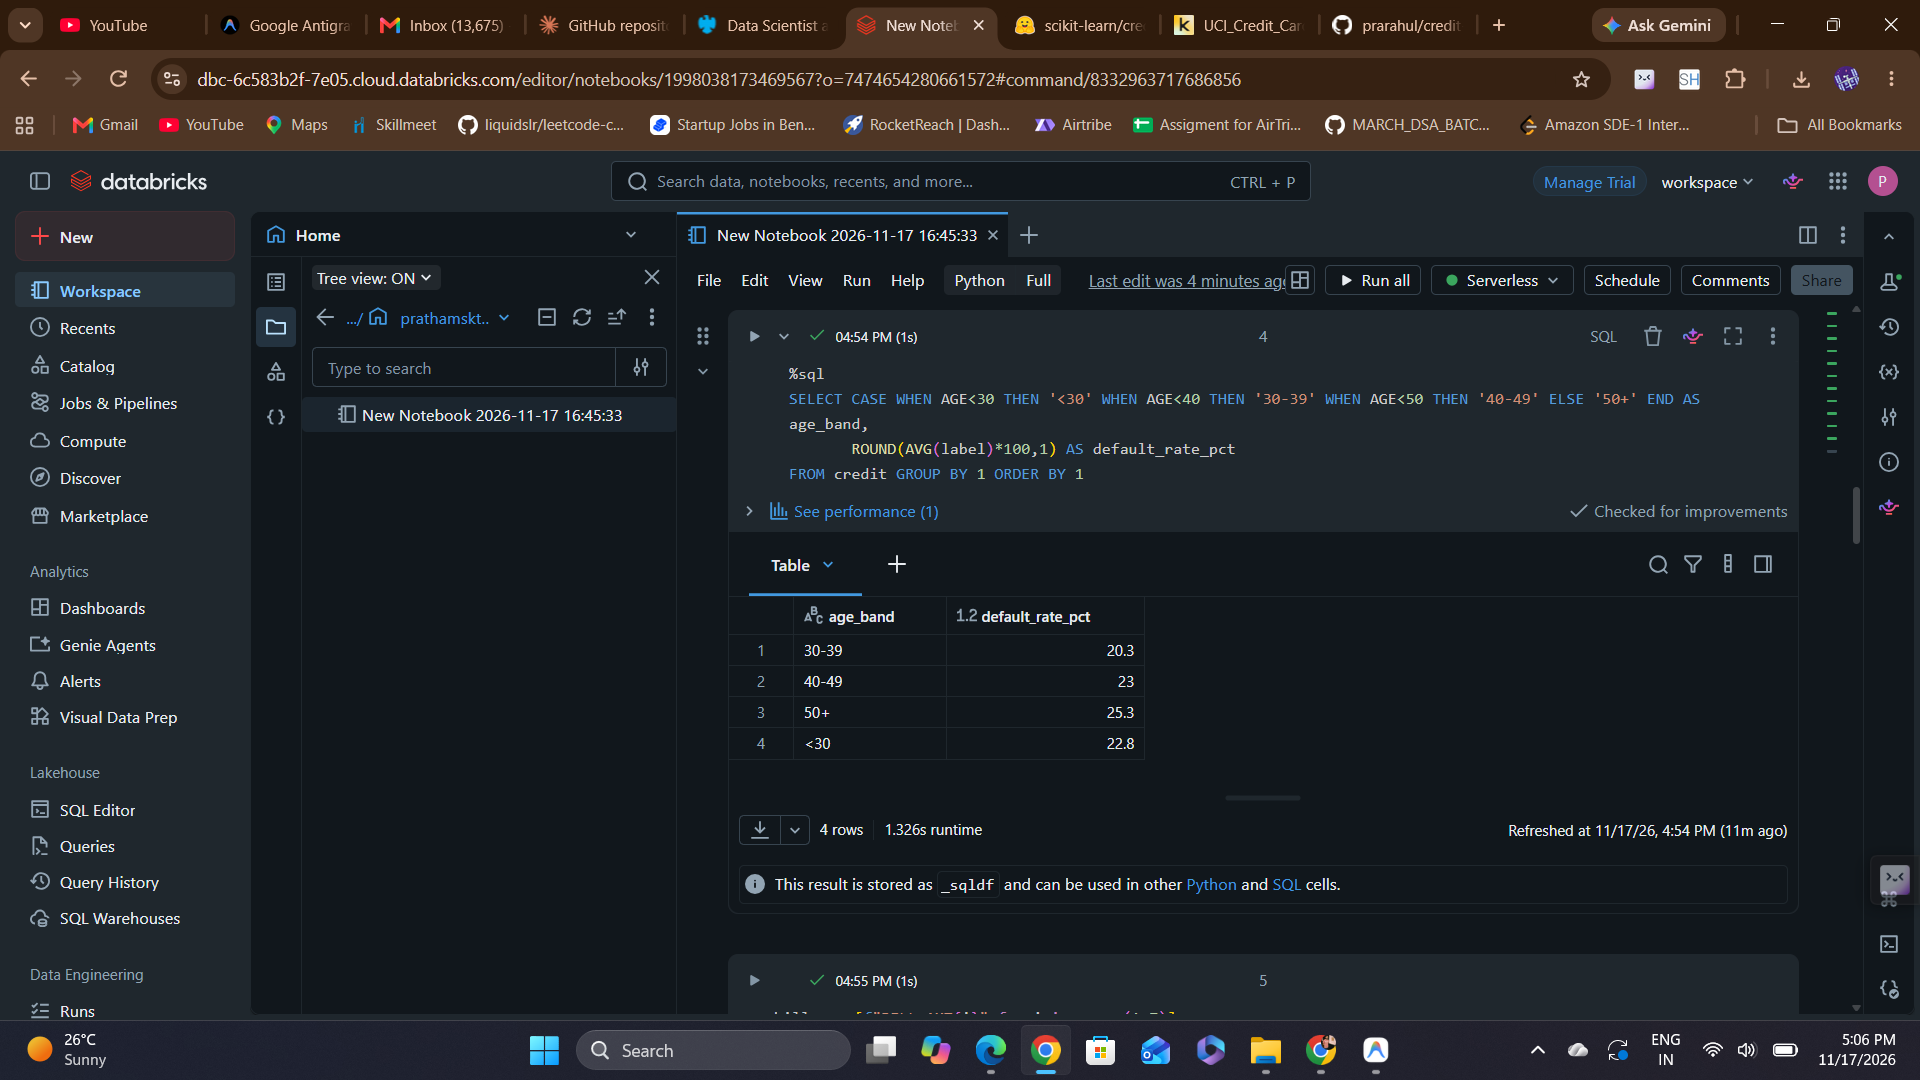 YouTube
Google Antigra
Inbox (13,675)
GitHub reposit
Data Scientist a
New Noteb
scikit-learn/cre
UCI_Credit_Car
prarahul/credit
Ask Gemini
dbc-6c583b2f-7e05.cloud.databricks.com/editor/notebooks/1998038173469567?o=7474654280661572#command/8332963717686856
SH
Gmail
YouTube
Maps
Skillmeet
liquidslr/leetcode-c...
Startup Jobs in Ben...
RocketReach | Dash...
Airtribe
Assigment for AirTri...
MARCH_DSA_BATC...
Amazon SDE-1 Inter...
All Bookmarks
databricks
Search data, notebooks, recents, and more...
CTRL + P
Manage Trial
workspace
P
New
Workspace
Recents
Catalog
Jobs & Pipelines
Compute
Discover
Marketplace
Analytics
Dashboards
Genie Agents
Alerts
Visual Data Prep
Lakehouse
SQL Editor
Queries
Query History
SQL Warehouses
Data Engineering
Runs
Home
Tree view: ON
.../
prathamskt..
Type to search
New Notebook 2026-11-17 16:45:33
New Notebook 2026-11-17 16:45:33
File Edit View Run Help
Python
Full
Last edit was 4 minutes ago
Run all
Serverless
Schedule
Comments
Share
04:54 PM (1s)
4
SQL
%sql
SELECT CASE WHEN AGE<30 THEN '<30' WHEN AGE<40 THEN '30-39' WHEN AGE<50 THEN '40-49' ELSE '50+' END AS
age_band,
ROUND(AVG(label)*100,1) AS default_rate_pct
FROM credit GROUP BY 1 ORDER BY 1
See performance (1)
Checked for improvements
Table
age_band
1.2 default_rate_pct
1 30-39 20.3
2 40-49 23
3 50+ 25.3
4 <30 22.8
4 rows
1.326s runtime
Refreshed at 11/17/26, 4:54 PM (11m ago)
This result is stored as _sqldf and can be used in other Python and SQL cells.
04:55 PM (1s)
5
26°C
Sunny
Search
ENG
IN
5:06 PM
11/17/2026